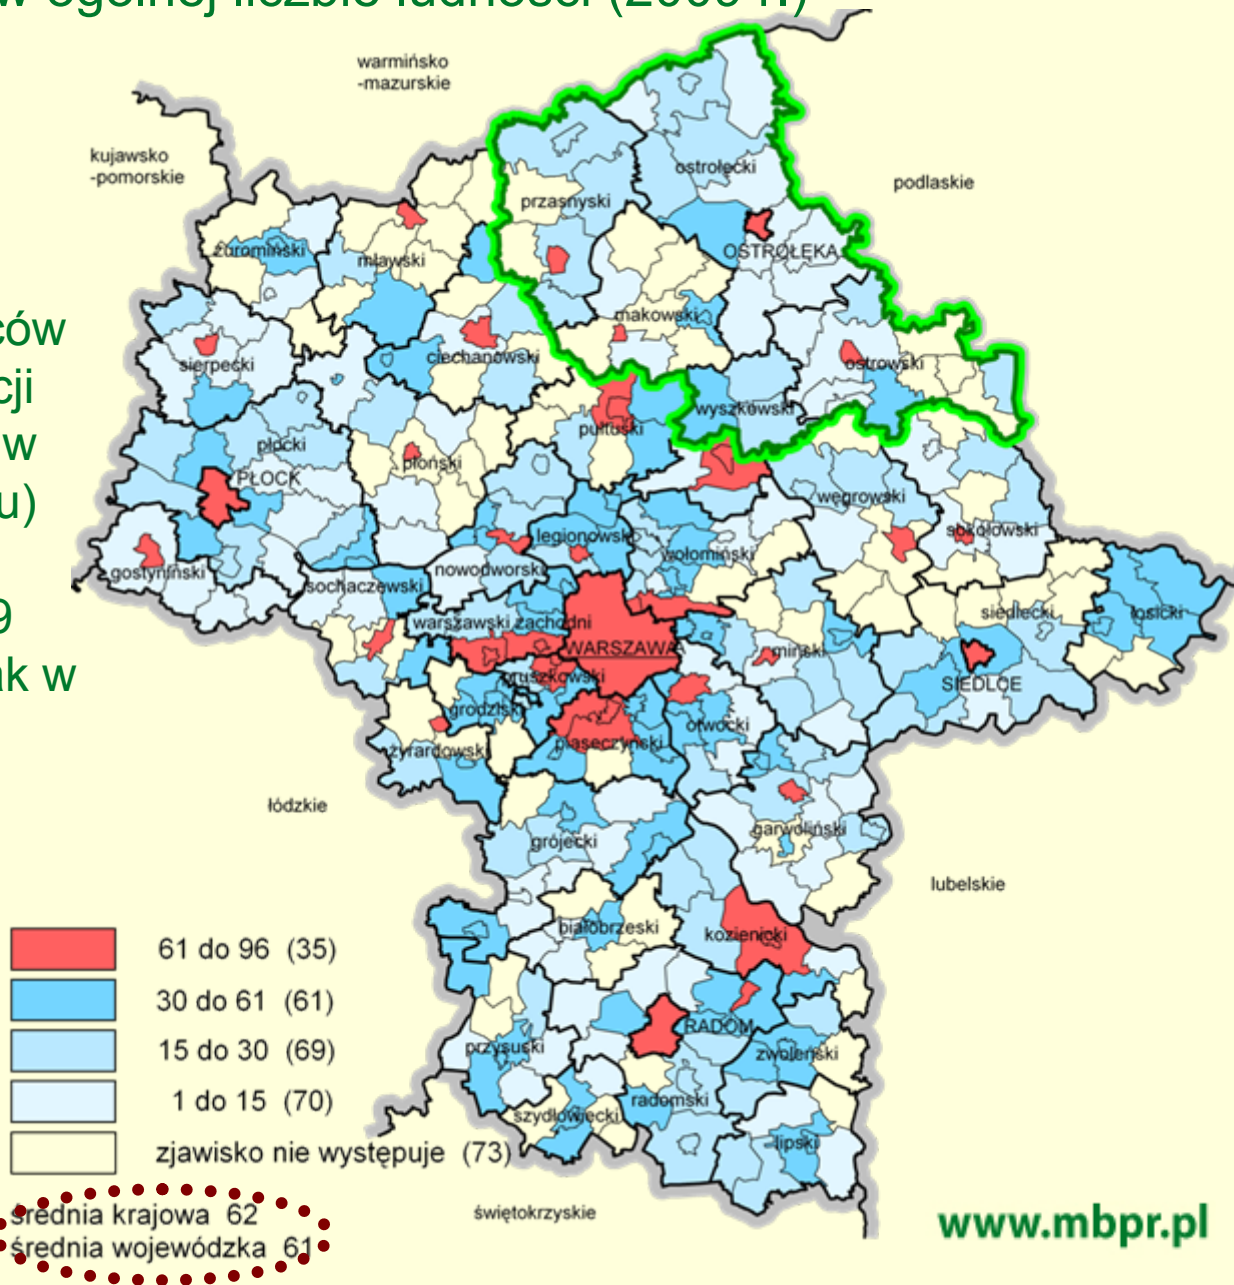 w ogólnej liczbie ludności (2009 r.)
warmińsko
-mazurskie
kujawsko
-pomorskie
podlaskie
ostrołęcki
przasnyski
OSTROŁĘKA
żuromiński
mławski
makowski
ciechanowski
sierpecki
ostrowski
ców
cji
w
u)
9
ak w
wyszkowski
pułtuski
płocki
płoński
PŁOCK
węgrowski
sokołowski
legionowski
wołomiński
gostyniński
nowodworski
sochaczewski
siedlecki
łosicki
warszawski zachodni
WARSZAWA
miński
pruszkowski
SIEDLCE
grodziski
otwocki
piaseczyński
żyrardowski
łódzkie
garwoliński
grójecki
lubelskie
białobrzeski
kozienicki
RADOM
przysuski
zwoleński
radomski
szydłowiecki
lipski
61 do 96 (35)
30 do 61 (61)
15 do 30 (69)
1 do 15 (70)
zjawisko nie występuje (73)
średnia krajowa 62
średnia wojewódzka 61
świętokrzyskie
www.mbpr.pl